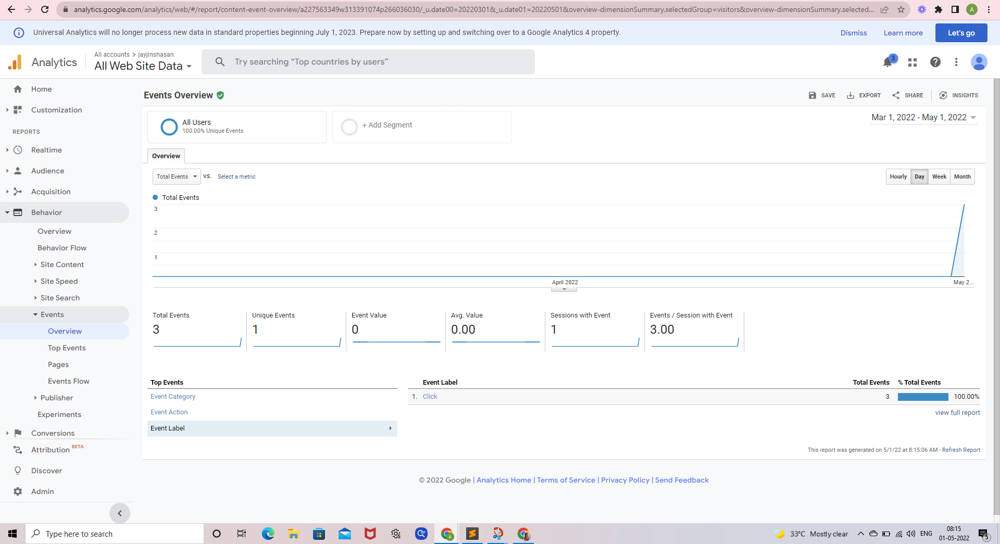 analytics.google.com/analytics/web/#/report/content-event-overview/a227563349w313391074p266036030/_u.date00=20220301&_u.date01=20220501&overview-dimensionSummary.selectedGroup=visitors&overview-dimensionSummary.selected...
A
Universal Analytics will no longer process new data in standard properties beginning July 1, 2023. Prepare now by setting up and switching over to a Google Analytics 4 property.
Dismiss
Learn more
Let's go
Analytics
All accounts > jayjinshasan
All Web Site Data
Try searching “Top countries by users”
3
Home
Customization
REPORTS
Realtime
Audience
Acquisition
Behavior
Overview
Behavior Flow
Site Content
Site Speed
Site Search
Events
Overview
Top Events
Pages
Events Flow
Publisher
Experiments
Conversions
Attribution BETA
Discover
Admin
Events Overview
SAVE
EXPORT
SHARE
INSIGHTS
All Users
100.00% Unique Events
+ Add Segment
Mar 1, 2022 - May 1, 2022
Overview
Total Events
VS.
Select a metric
Hourly
Day
Week
Month
Total Events
3
2
1
April 2022
May 2...
Total Events
3
Unique Events
1
Event Value
0
Avg. Value
0.00
Sessions with Event
1
Events / Session with Event
3.00
Top Events
Event Category
Event Action
Event Label
Event Label
Total Events
% Total Events
1. Click
3
100.00%
view full report
This report was generated on 5/1/22 at 8:15:06 AM - Refresh Report
© 2022 Google | Analytics Home | Terms of Service | Privacy Policy | Send Feedback
Type here to search
A
33°C Mostly clear
ENG
08:15
01-05-2022
5